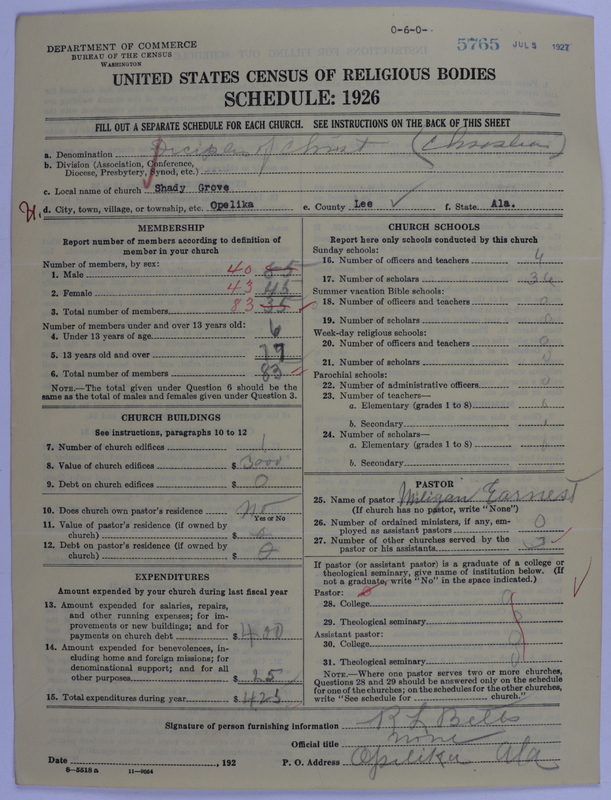 0-6-0-
DEPARTMENT OF COMMERCE
BUREAU OF THE CENSUS
WASHINGTON
5765 JUL 5 1927
UNITED STATES CENSUS OF RELIGIOUS BODIES
SCHEDULE: 1926
FILL OUT A SEPARATE SCHEDULE FOR EACH CHURCH. SEE INSTRUCTIONS ON THE BACK OF THIS SHEET
a. Denomination Diciples of Christ (Christian)
b. Division (Association, Conference,
Diocese, Presbytery, Synod, etc.)
c. Local name of church Shady Grove
d. City, town, village, or township, etc. Opelika e. County Lee f. State Ala.
MEMBERSHIP
Report number of members according to definition of
member in your church
Number of members by sex:
1. Male 40
2. Female 43 45
3. Total number of members 83 35
Number of members under and over 13 years old:
4. Under 13 years of age 6
5. 13 years old and over 77
6. Total number of members 83
NOTE.—The total given under Question 6 should be the
same as the total of males and females given under Question 3.
CHURCH BUILDINGS
See instructions, paragraphs 10 to 12
7. Number of church edifices 1
8. Value of church edifices $ 3000
9. Debt on church edifices $ 0
10. Does church own pastor's residence No
Yes or No
11. Value of pastor's residence (if owned by
church) $ 0
12. Debt on pastor's residence (if owned by
church) $ 0
EXPENDITURES
Amount expended by your church during last fiscal year
13. Amount expended for salaries, repairs,
and other running expenses; for im-
provements or new buildings; and for
payments on church debt $ 400
14. Amount expended for benevolences, in-
cluding home and foreign missions; for
denominational support; and for all
other purposes $ 25
15. Total expenditures during year $ 425
CHURCH SCHOOLS
Report here only schools conducted by this church
Sunday schools:
16. Number of officers and teachers 4
17. Number of scholars 36
Summer vacation Bible schools:
18. Number of officers and teachers 0
19. Number of scholars 0
Week-day religious schools:
20. Number of officers and teachers 0
21. Number of scholars 0
Parochial schools:
22. Number of administrative officers 0
23. Number of teachers—
a. Elementary (grades 1 to 8)
b. Secondary
24. Number of scholars—
a. Elementary (grades 1 to 8)
b. Secondary
PASTOR
25. Name of pastor Miligan Earnest
(If church has no pastor, write "None")
26. Number of ordained ministers, if any, em-
ployed as assistant pastors 0
27. Number of other churches served by the
pastor or his assistants 3
If pastor (or assistant pastor) is a graduate of a college or
theological seminary, give name of institution below. (If
not a graduate, write "No" in the space indicated.)
Pastor:
28. College
29. Theological seminary
Assistant pastor:
30. College
31. Theological seminary
NOTE.—Where one pastor serves two or more churches,
Questions 28 and 29 should be answered only on the schedule
for one of the churches; on the schedules for the other churches,
write "See schedule for church."
Signature of person furnishing information R L Betts
Official title none
Date , 192 P. O. Address Opelika Ala
8-5518a 11-9054